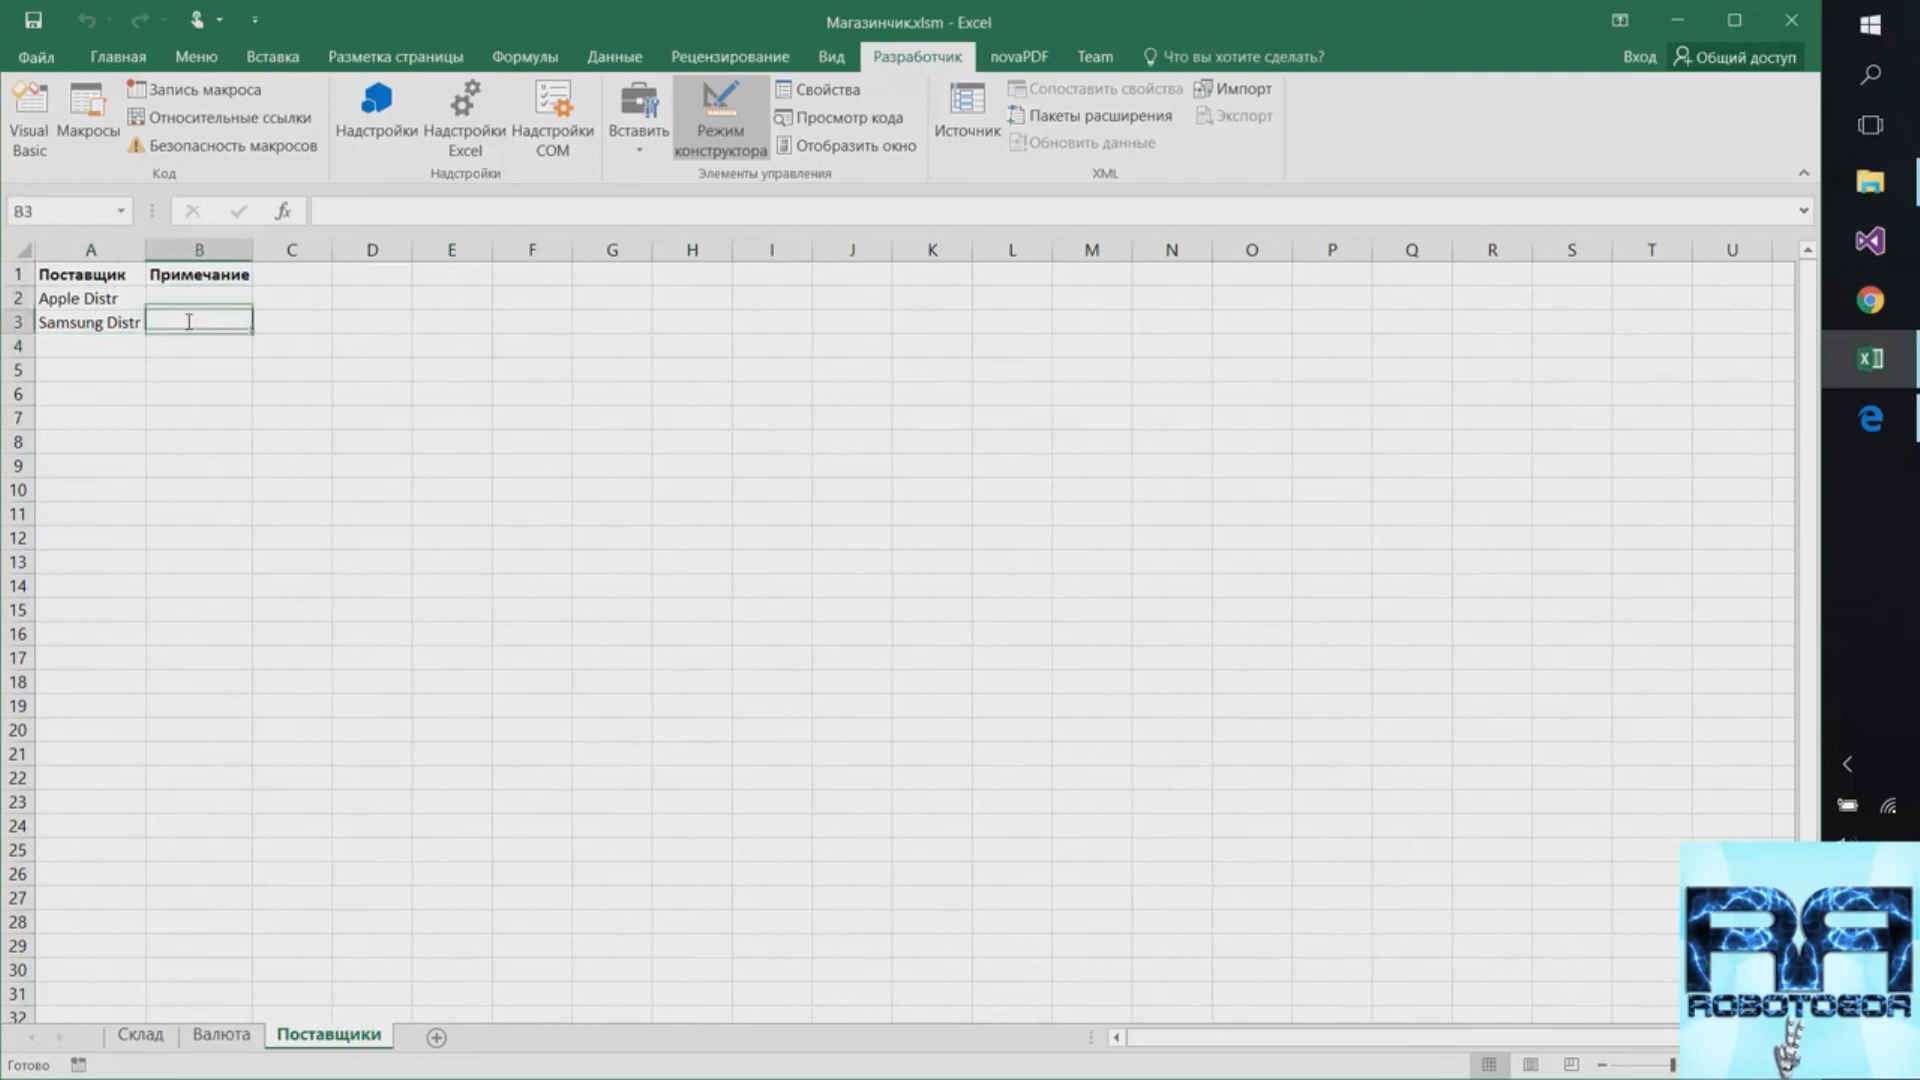 Магазинчик.xlsm - Excel
Файл Главная Меню Вставка Разметка страницы Формулы Данные Рецензирование Вид Разработчик novaPDF Team Что вы хотите сделать? Вход Общий доступ
Visual Basic
Макросы
Запись макроса
Относительные ссылки
Безопасность макросов
Код
Надстройки
Надстройки Excel
Надстройки COM
Надстройки
Вставить
Режим конструктора
Свойства
Просмотр кода
Отобразить окно
Элементы управления
Источник
Сопоставить свойства
Пакеты расширения
Обновить данные
Импорт
Экспорт
XML
B3
fx
A B C D E F G H I J K L M N O P Q R S T U
1 Поставщик Примечание
2 Apple Distr
3 Samsung Distr
4
5
6
7
8
9
10
11
12
13
14
15
16
17
18
19
20
21
22
23
24
25
26
27
28
29
30
31
32
Склад Валюта Поставщики
Готово
ROBOTOBOR